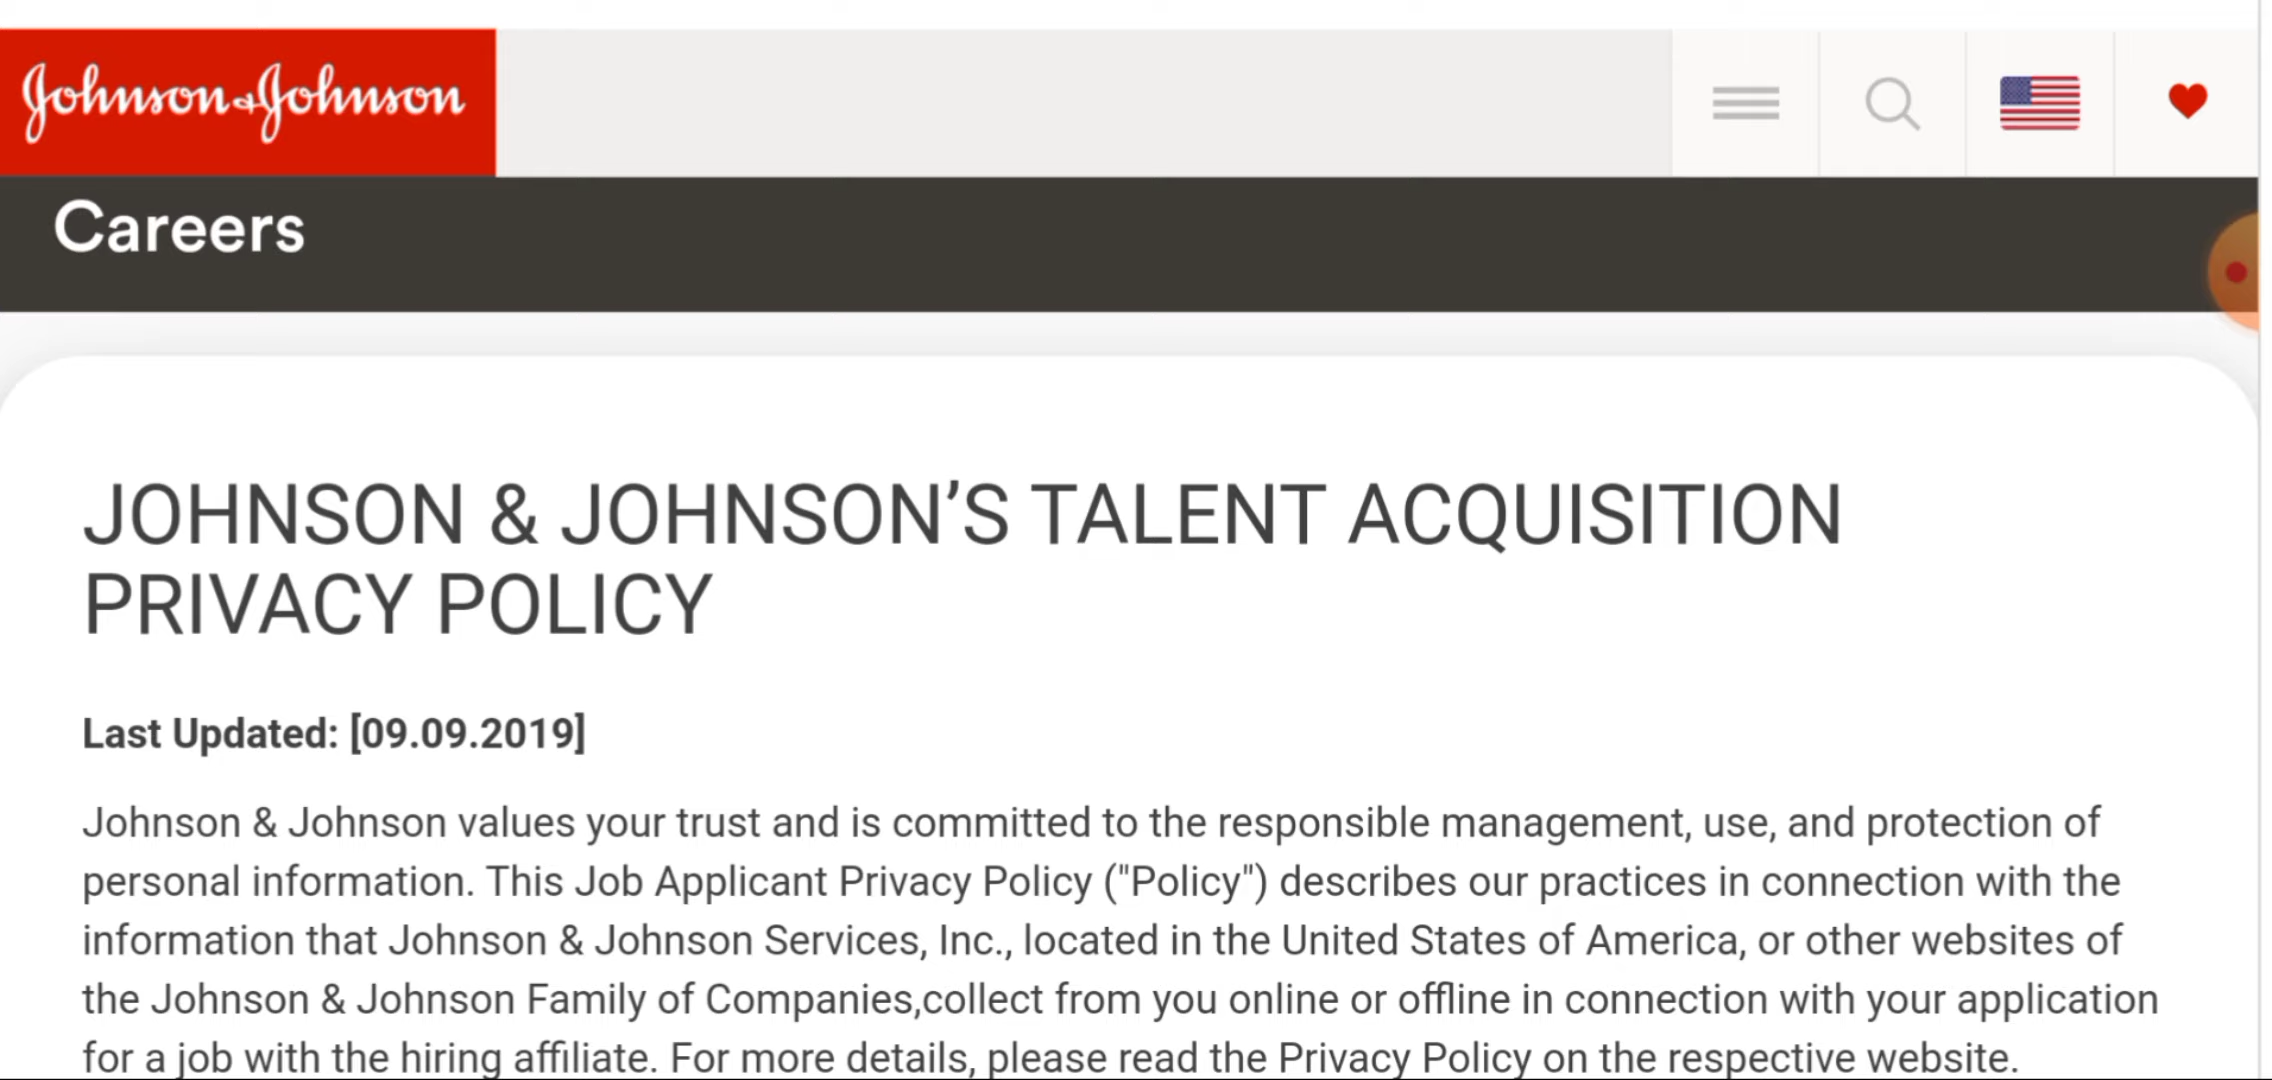 Johnson & Johnson
Careers
JOHNSON & JOHNSON’S TALENT ACQUISITION
PRIVACY POLICY
Last Updated: [09.09.2019]
Johnson & Johnson values your trust and is committed to the responsible management, use, and protection of
personal information. This Job Applicant Privacy Policy ("Policy") describes our practices in connection with the
information that Johnson & Johnson Services, Inc., located in the United States of America, or other websites of
the Johnson & Johnson Family of Companies,collect from you online or offline in connection with your application
for a job with the hiring affiliate. For more details, please read the Privacy Policy on the respective website.